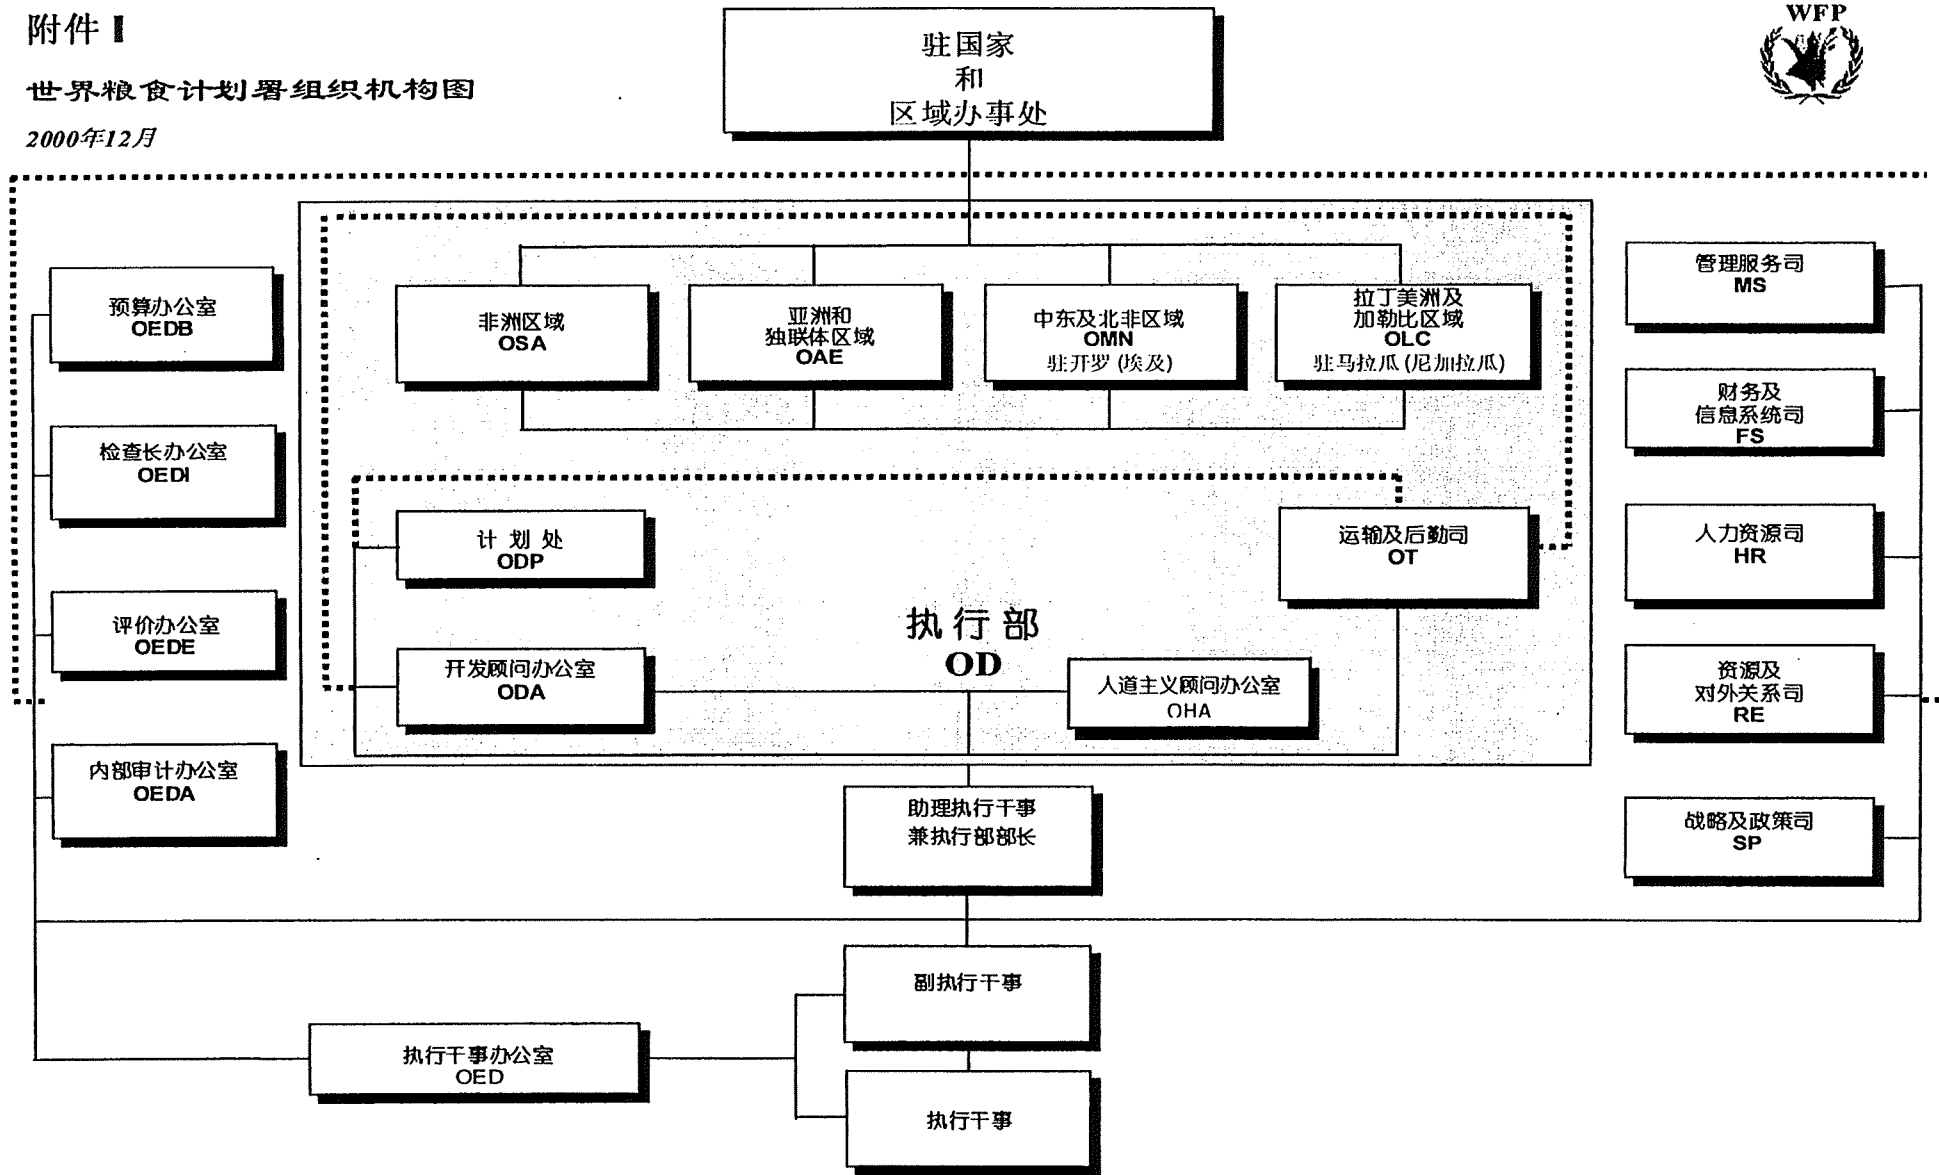 附件 I
世界粮食计划署组织机构图
2000年12月
WFP
驻国家
和
区域办事处
预算办公室
OEDB
检查长办公室
OEDI
评价办公室
OEDE
内部审计办公室
OEDA
非洲区域
OSA
亚洲和
独联体区域
OAE
中东及北非区域
OMN
驻开罗 (埃及)
拉丁美洲及
加勒比区域
OLC
驻马拉瓜 (尼加拉瓜)
计 划 处
ODP
运输及后勤司
OT
执行部
OD
开发顾问办公室
ODA
人道主义顾问办公室
OHA
管理服务司
MS
财务及
信息系统司
FS
人力资源司
HR
资源及
对外关系司
RE
战略及政策司
SP
助理执行干事
兼执行部部长
副执行干事
执行干事办公室
OED
执行干事